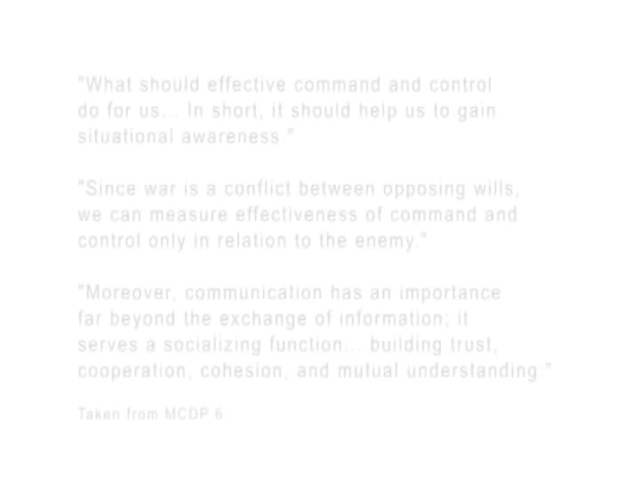 "What should effective command and control
do for us... In short, it should help us to gain
situational awareness."
"Since war is a conflict between opposing wills,
we can measure effectiveness of command and
control only in relation to the enemy."
"Moreover, communication has an importance
far beyond the exchange of information; it
serves a socializing function... building trust,
cooperation, cohesion, and mutual understanding."
Taken from MCDP 6.